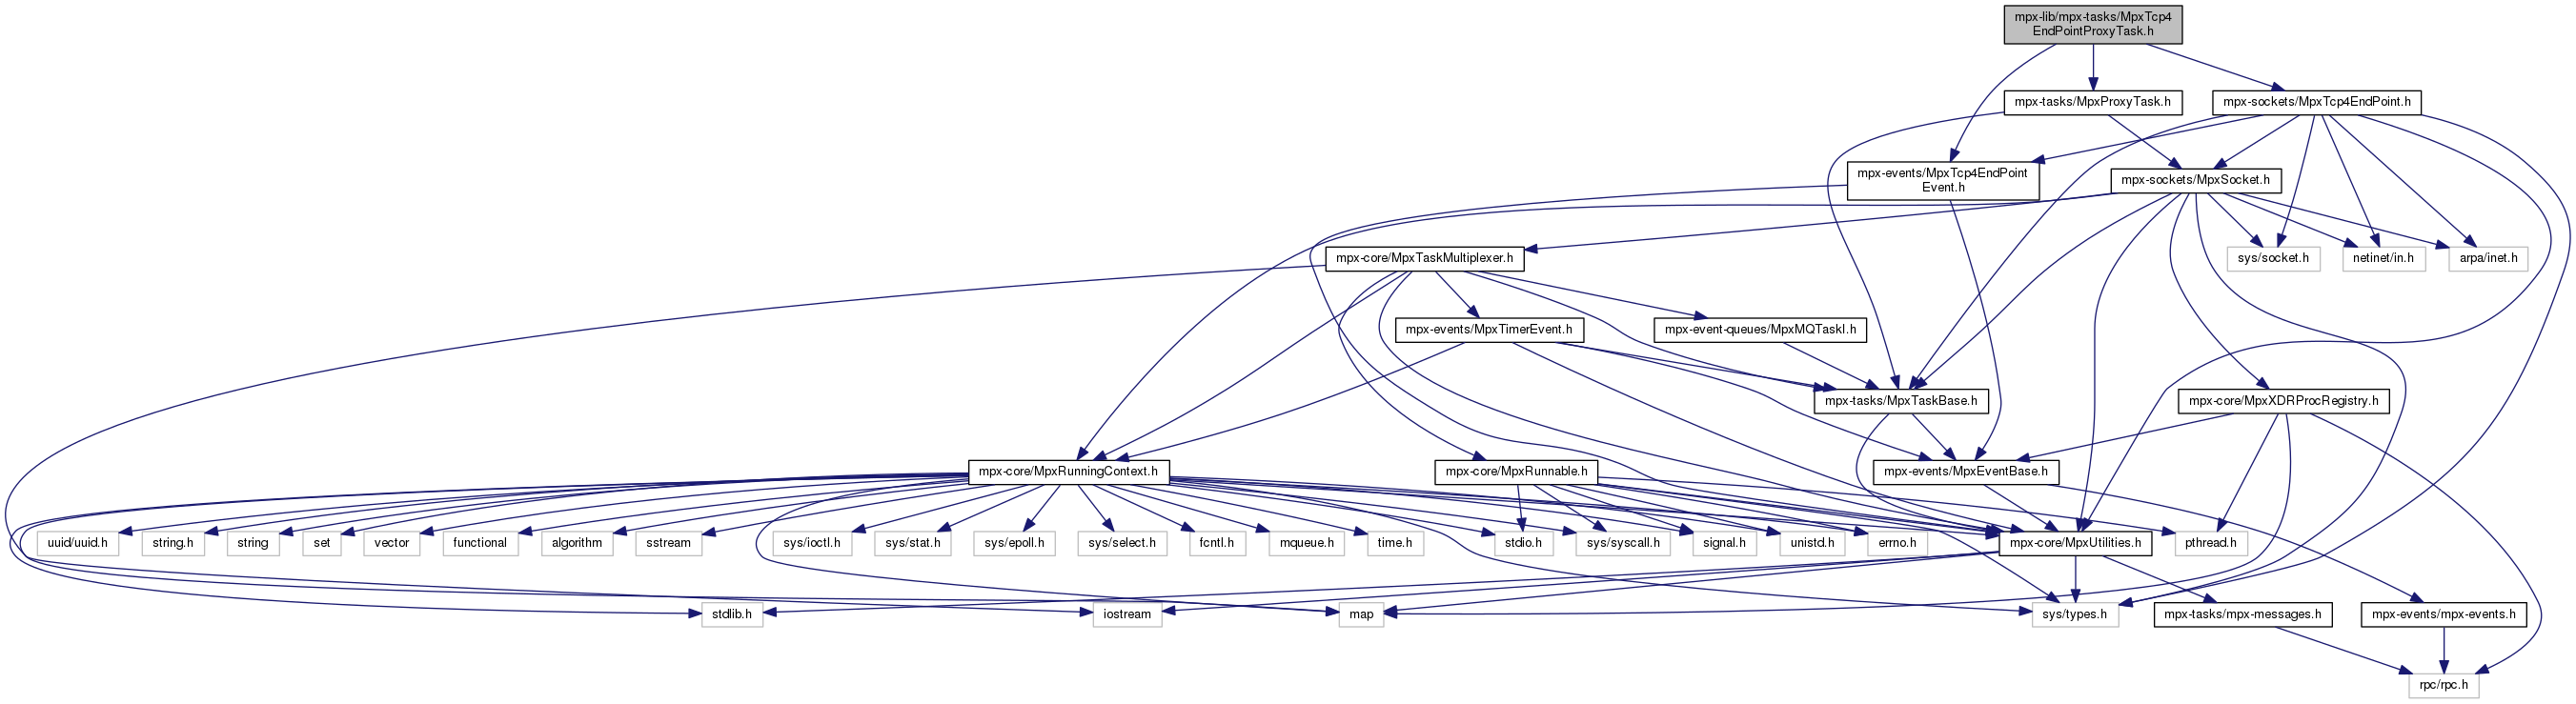 mpx-lib/mpx-tasks/MpxTcp4
EndPointProxyTask.h
mpx-tasks/MpxProxyTask.h
mpx-sockets/MpxTcp4EndPoint.h
mpx-events/MpxTcp4EndPoint
Event.h
mpx-sockets/MpxSocket.h
mpx-core/MpxTaskMultiplexer.h
sys/socket.h
netinet/in.h
arpa/inet.h
mpx-events/MpxTimerEvent.h
mpx-event-queues/MpxMQTaskI.h
mpx-tasks/MpxTaskBase.h
mpx-core/MpxXDRProcRegistry.h
mpx-core/MpxRunningContext.h
mpx-core/MpxRunnable.h
mpx-events/MpxEventBase.h
uuid/uuid.h
string.h
string
set
vector
functional
algorithm
sstream
sys/ioctl.h
sys/stat.h
sys/epoll.h
sys/select.h
fcntl.h
mqueue.h
time.h
stdio.h
sys/syscall.h
signal.h
unistd.h
errno.h
mpx-core/MpxUtilities.h
pthread.h
stdlib.h
iostream
map
sys/types.h
mpx-tasks/mpx-messages.h
mpx-events/mpx-events.h
rpc/rpc.h